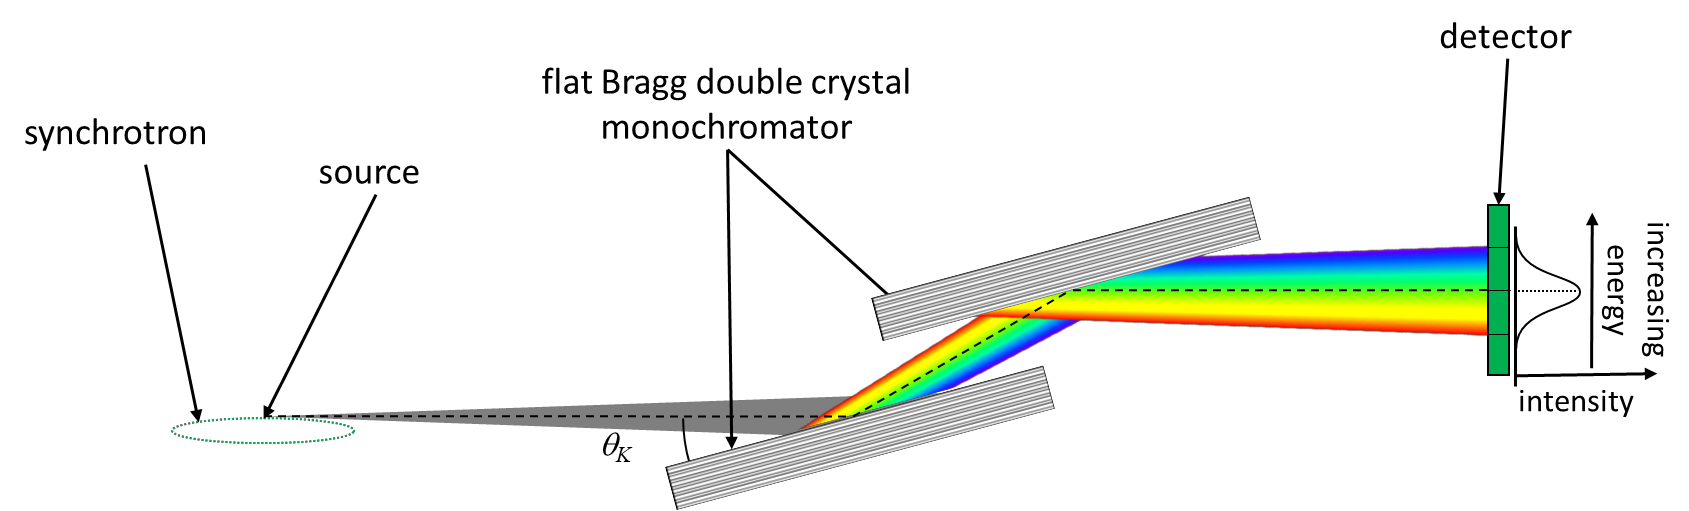 detector
flat Bragg double crystal
monochromator
synchrotron
source
increasing
energy
intensity
θK